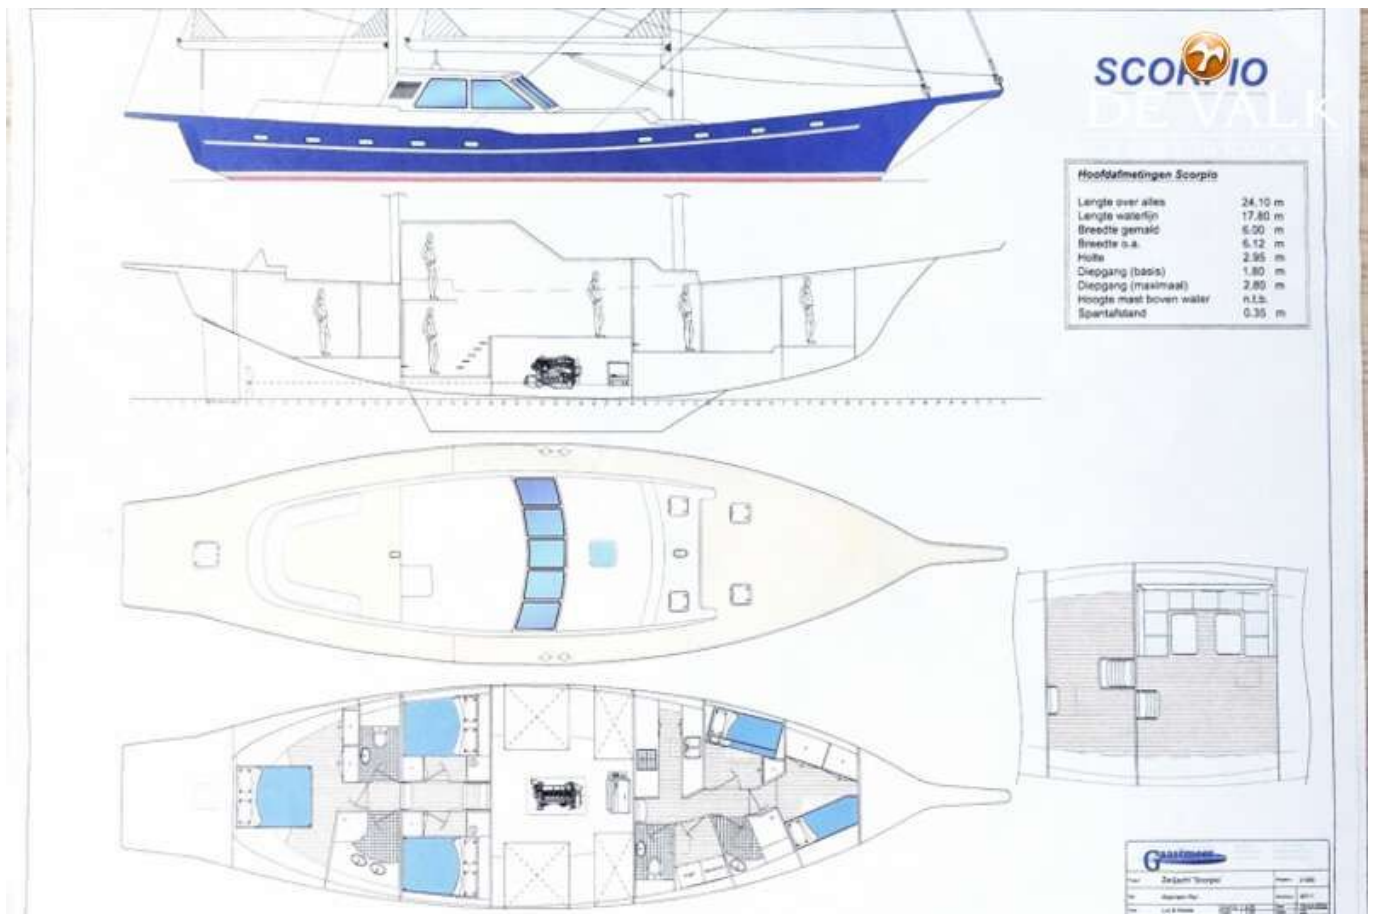 SCORPIO
DE VALK
Hoofdafmetingen Scorpio
Lengte over alles 24.10 m
Lengte waterlijn 17.80 m
Breedte gemald 6.00 m
Breedte o.a. 6.12 m
Holte 2.95 m
Diepgang (basis) 1.80 m
Diepgang (maximaal) 2.80 m
Hoogte mast boven water n.t.b.
Spantafstand 0.35 m
Gaastmeer
Zeiljacht 'Scorpio'